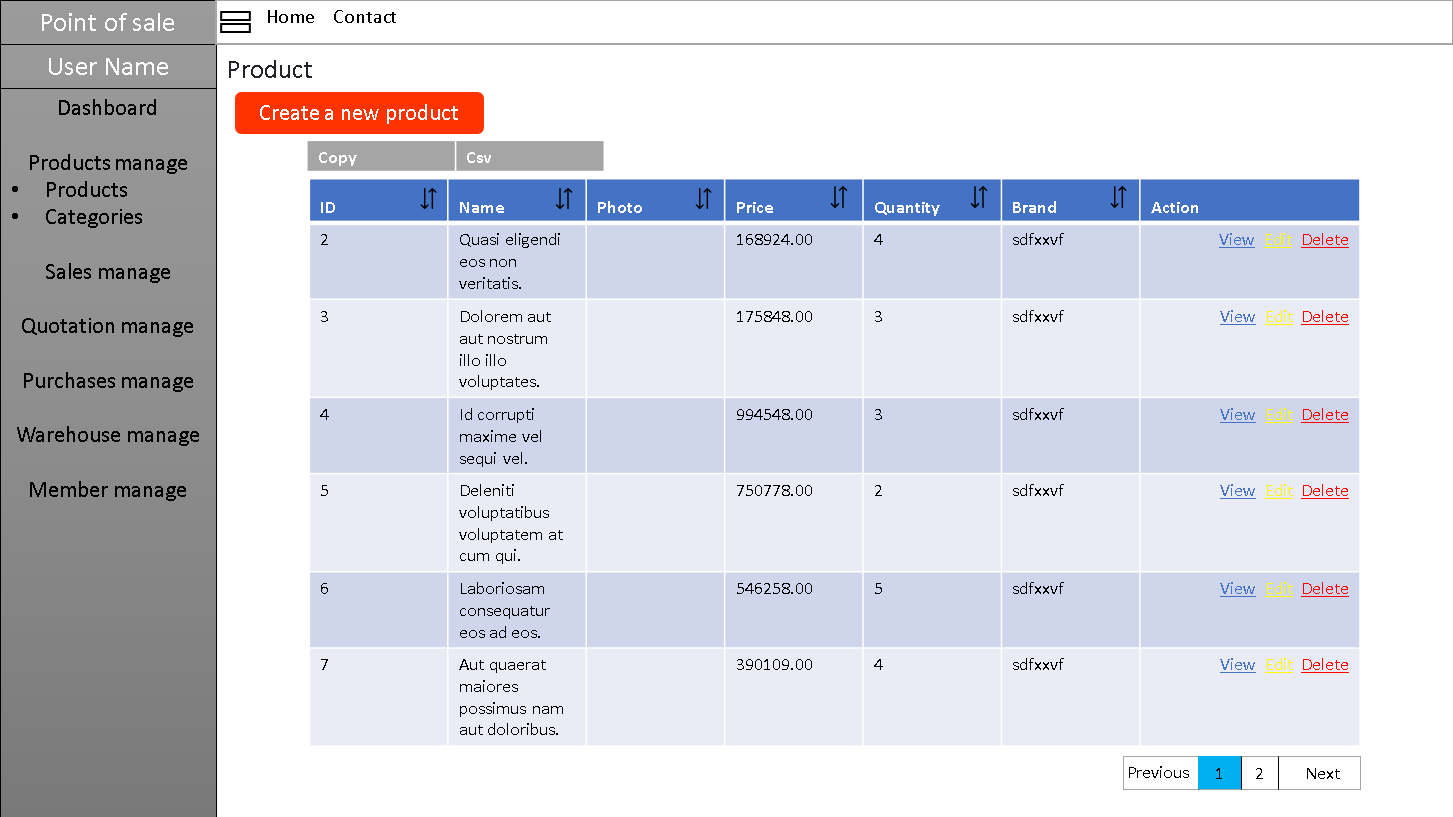 Point of sale
User Name
Dashboard
Products manage
• Products
• Categories
Sales manage
Quotation manage
Purchases manage
Warehouse manage
Member manage
Home Contact
Product
Create a new product
Copy Csv
ID Name Photo Price Quantity Brand Action
2 Quasi eligendi 168924.00 4 sdfxxvf View Edit Delete
eos non
veritatis.
3 Dolorem aut 175848.00 3 sdfxxvf View Edit Delete
aut nostrum
illo illo
voluptates.
4 Id corrupti 994548.00 3 sdfxxvf View Edit Delete
maxime vel
sequi vel.
5 Deleniti 750778.00 2 sdfxxvf View Edit Delete
voluptatibus
voluptatem at
cum qui.
6 Laboriosam 546258.00 5 sdfxxvf View Edit Delete
consequatur
eos ad eos.
7 Aut quaerat 390109.00 4 sdfxxvf View Edit Delete
maiores
possimus nam
aut doloribus.
Previous 1 2 Next